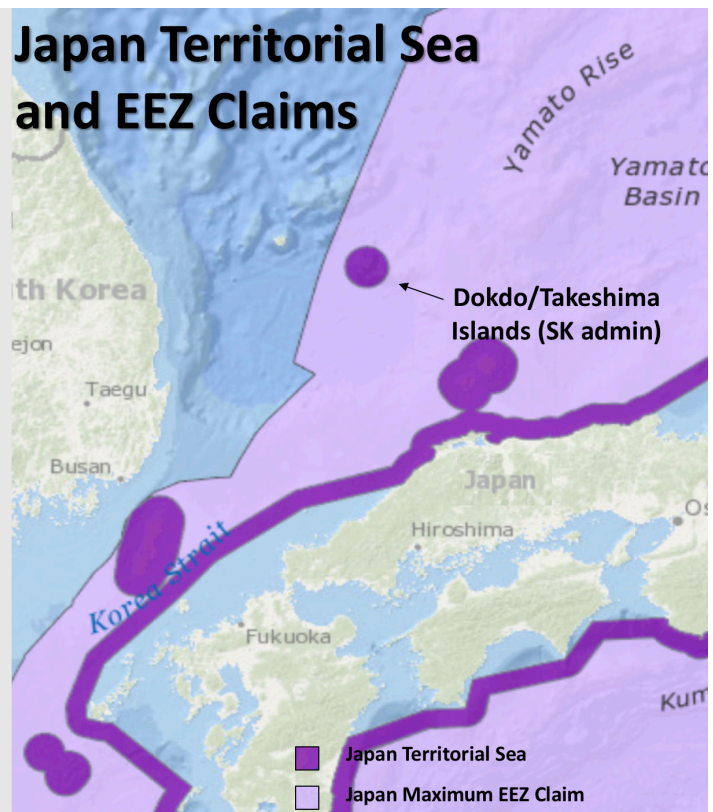 Japan Territorial Sea
and EEZ Claims
Yamato Rise
Yamato
Basin
th Korea
Dokdo/Takeshima
Islands (SK admin)
ejon
Taegu
Busan
Japan
Os
Hiroshima
Korea Strait
Fukuoka
Kum
Japan Territorial Sea
Japan Maximum EEZ Claim